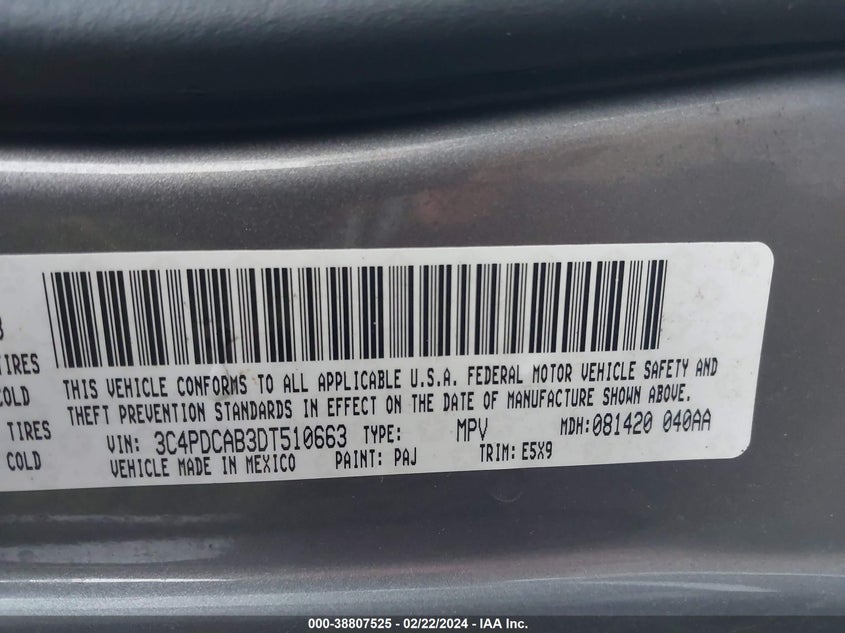 TIRES
COLD
TIRES
COLD
THIS VEHICLE CONFORMS TO ALL APPLICABLE U.S.A. FEDERAL MOTOR VEHICLE SAFETY AND
THEFT PREVENTION STANDARDS IN EFFECT ON THE DATE OF MANUFACTURE SHOWN ABOVE.
VIN: 3C4PDCAB3DT510663 TYPE: MPV MDH:081420 040AA
VEHICLE MADE IN MEXICO PAINT: PAJ TRIM: E5X9
000-38807525 - 02/22/2024 - IAA Inc.